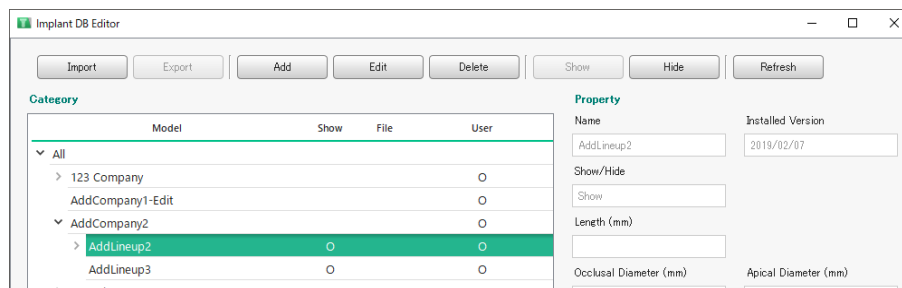 Implant DB Editor
Import Export Add Edit Delete Show Hide Refresh
Category
Model Show File User
All
123 Company O
AddCompany1-Edit O
AddCompany2 O
AddLineup2 O O
AddLineup3 O O
Property
Name Installed Version
AddLineup2 2019/02/07
Show/Hide
Show
Length (mm)
Occlusal Diameter (mm) Apical Diameter (mm)